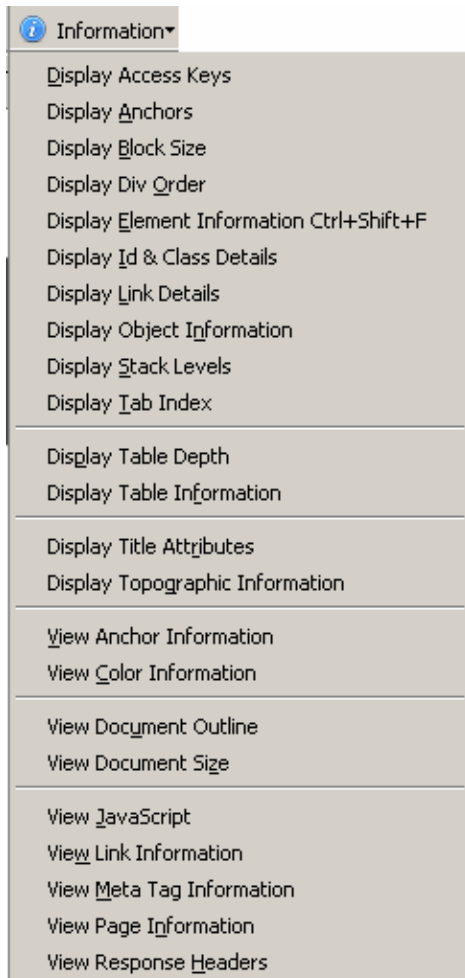 Information
Display Access Keys
Display Anchors
Display Block Size
Display Div Order
Display Element Information Ctrl+Shift+F
Display Id & Class Details
Display Link Details
Display Object Information
Display Stack Levels
Display Tab Index
Display Table Depth
Display Table Information
Display Title Attributes
Display Topographic Information
View Anchor Information
View Color Information
View Document Outline
View Document Size
View JavaScript
View Link Information
View Meta Tag Information
View Page Information
View Response Headers